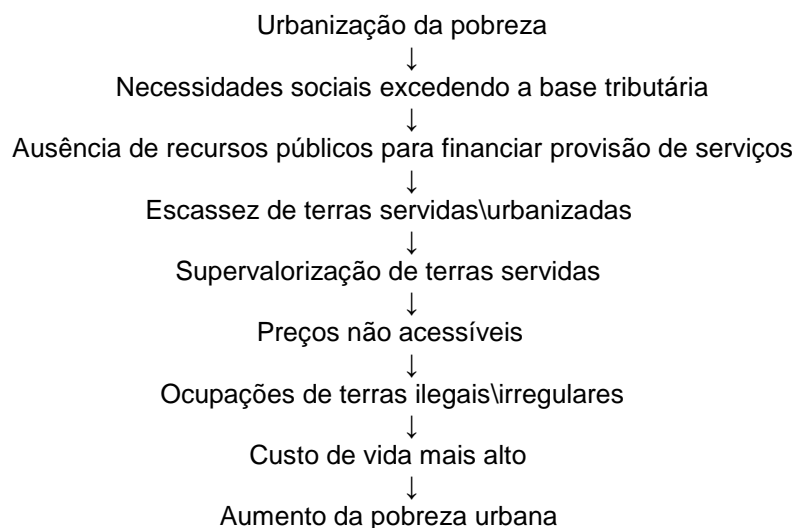 Urbanização da pobreza
↓
Necessidades sociais excedendo a base tributária
↓
Ausência de recursos públicos para financiar provisão de serviços
↓
Escassez de terras servidas\urbanizadas
↓
Supervalorização de terras servidas
↓
Preços não acessíveis
↓
Ocupações de terras ilegais\irregulares
↓
Custo de vida mais alto
↓
Aumento da pobreza urbana